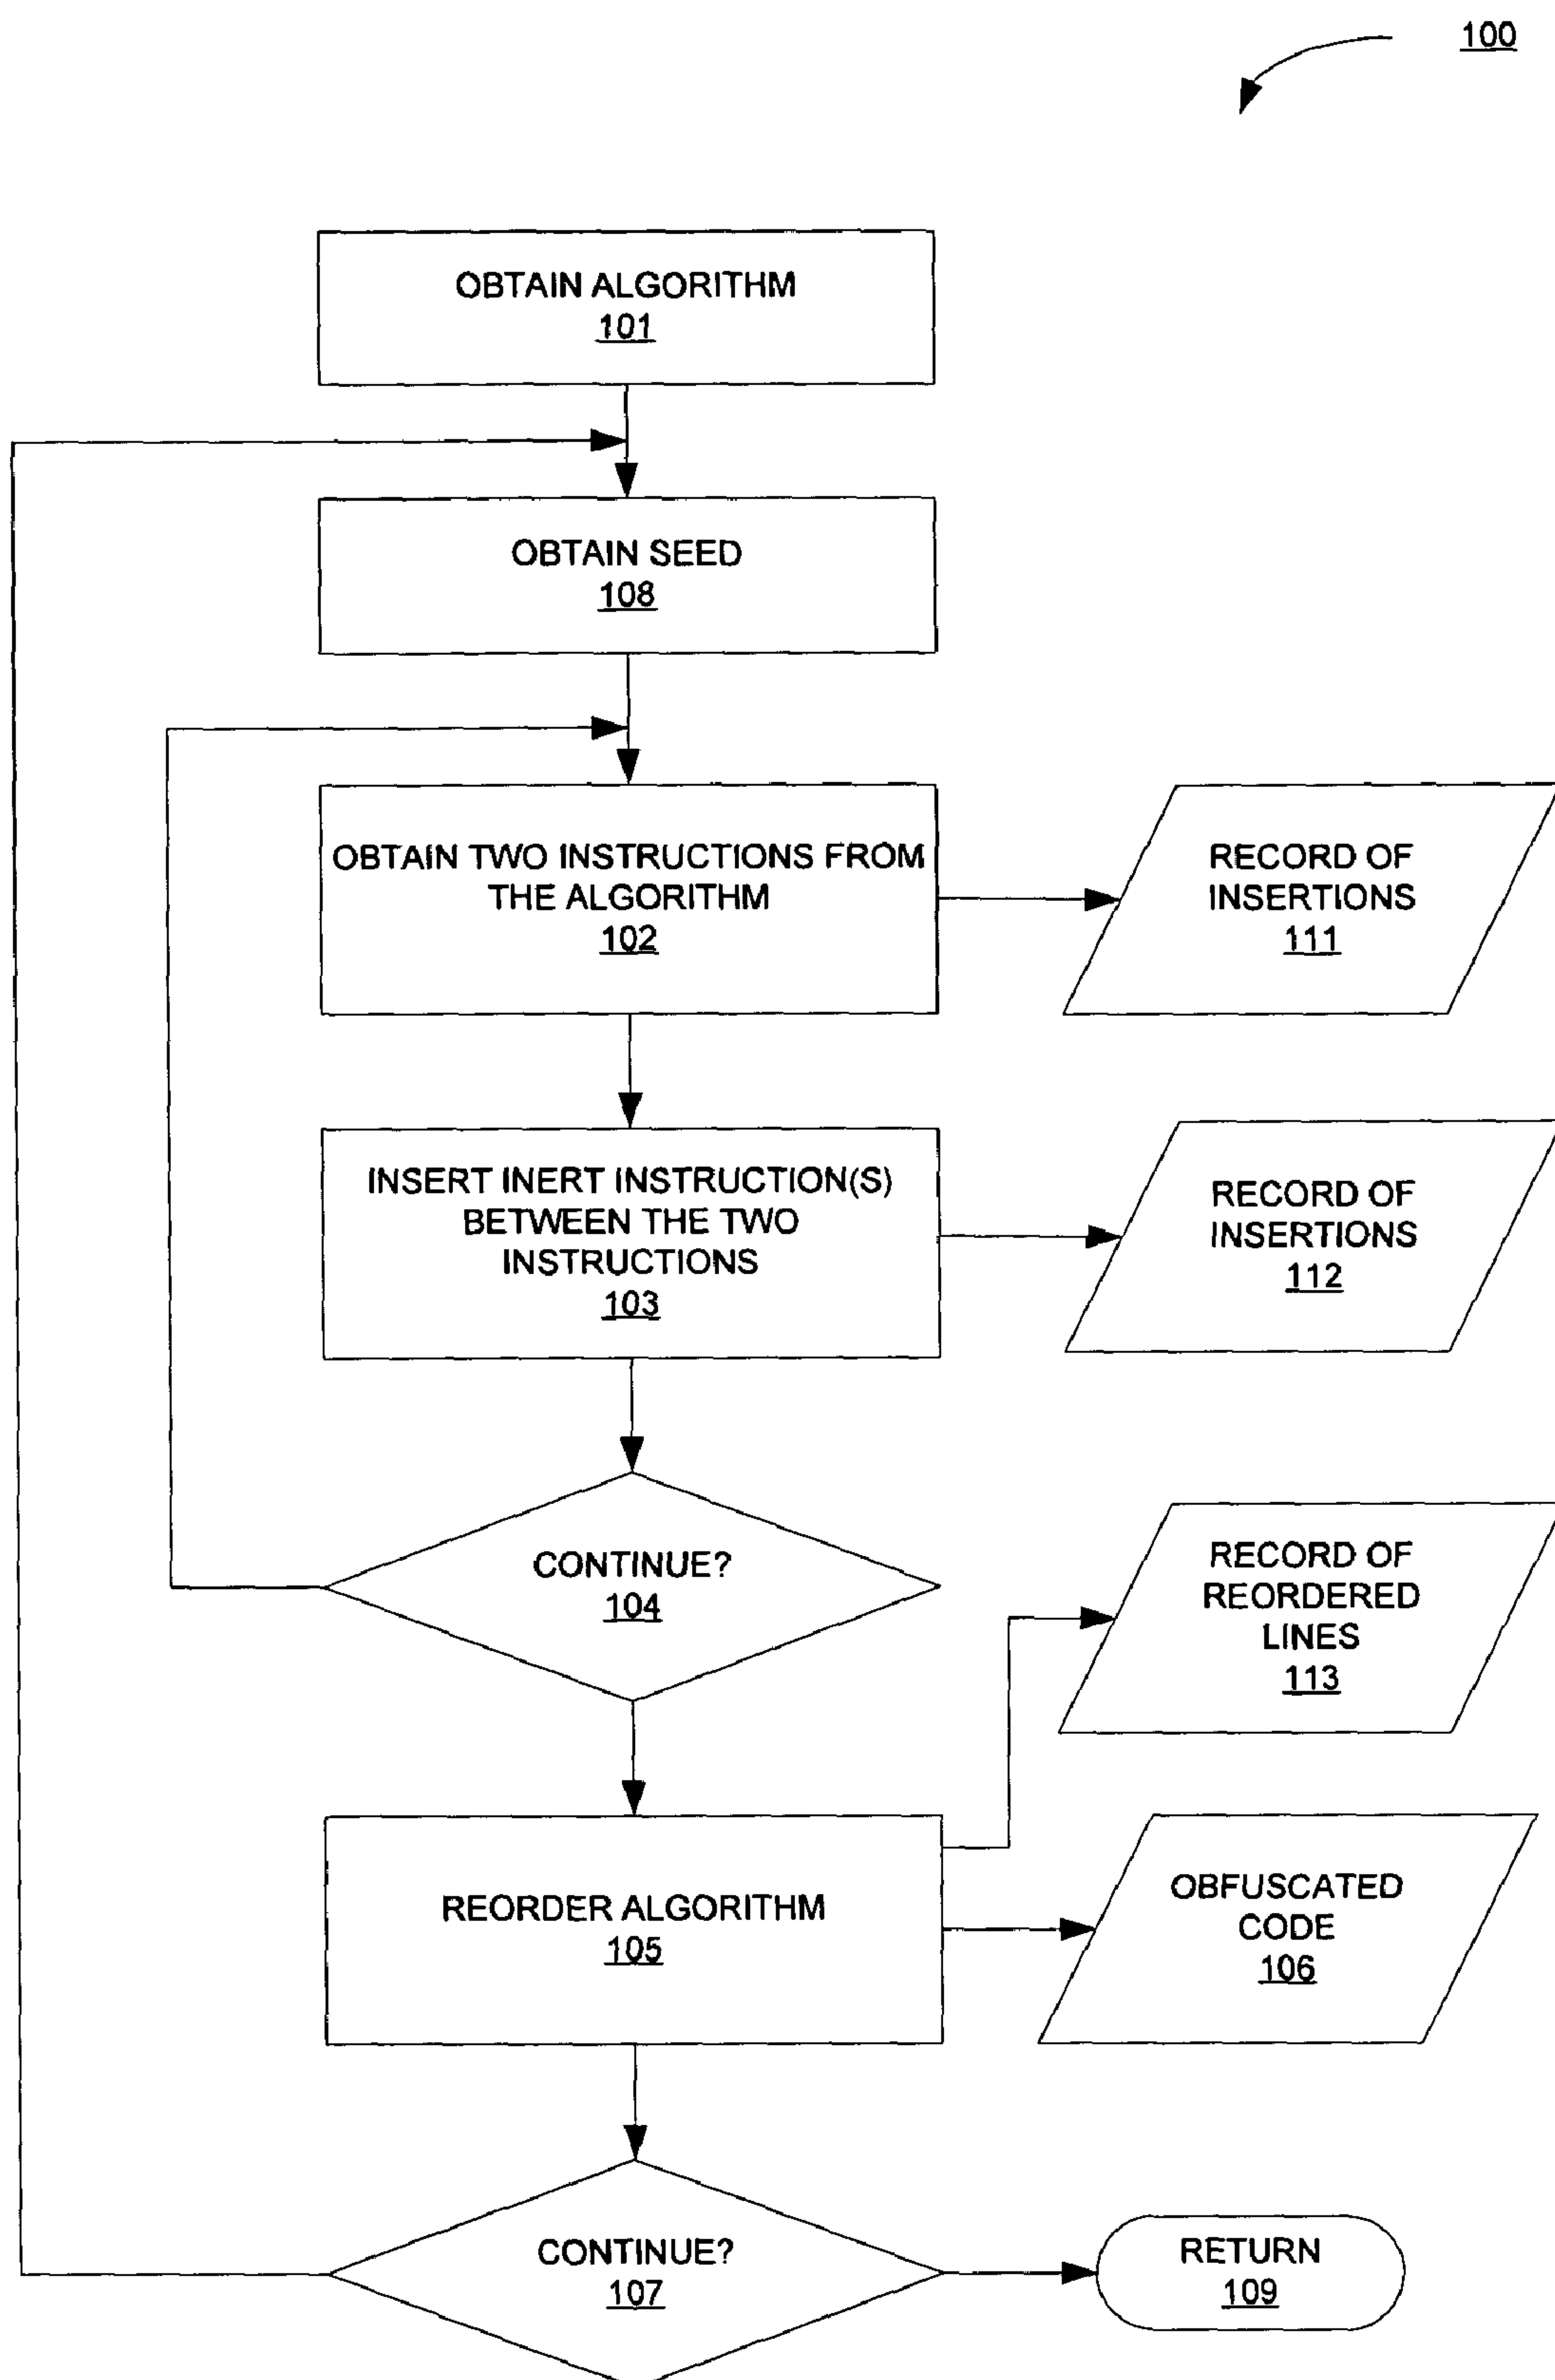 100
OBTAIN ALGORITHM
101
OBTAIN SEED
108
OBTAIN TWO INSTRUCTIONS FROM
THE ALGORITHM
102
RECORD OF
INSERTIONS
111
INSERT INERT INSTRUCTION(S)
BETWEEN THE TWO
INSTRUCTIONS
103
RECORD OF
INSERTIONS
112
CONTINUE?
104
RECORD OF
REORDERED
LINES
113
REORDER ALGORITHM
105
OBFUSCATED
CODE
106
CONTINUE?
107
RETURN
109